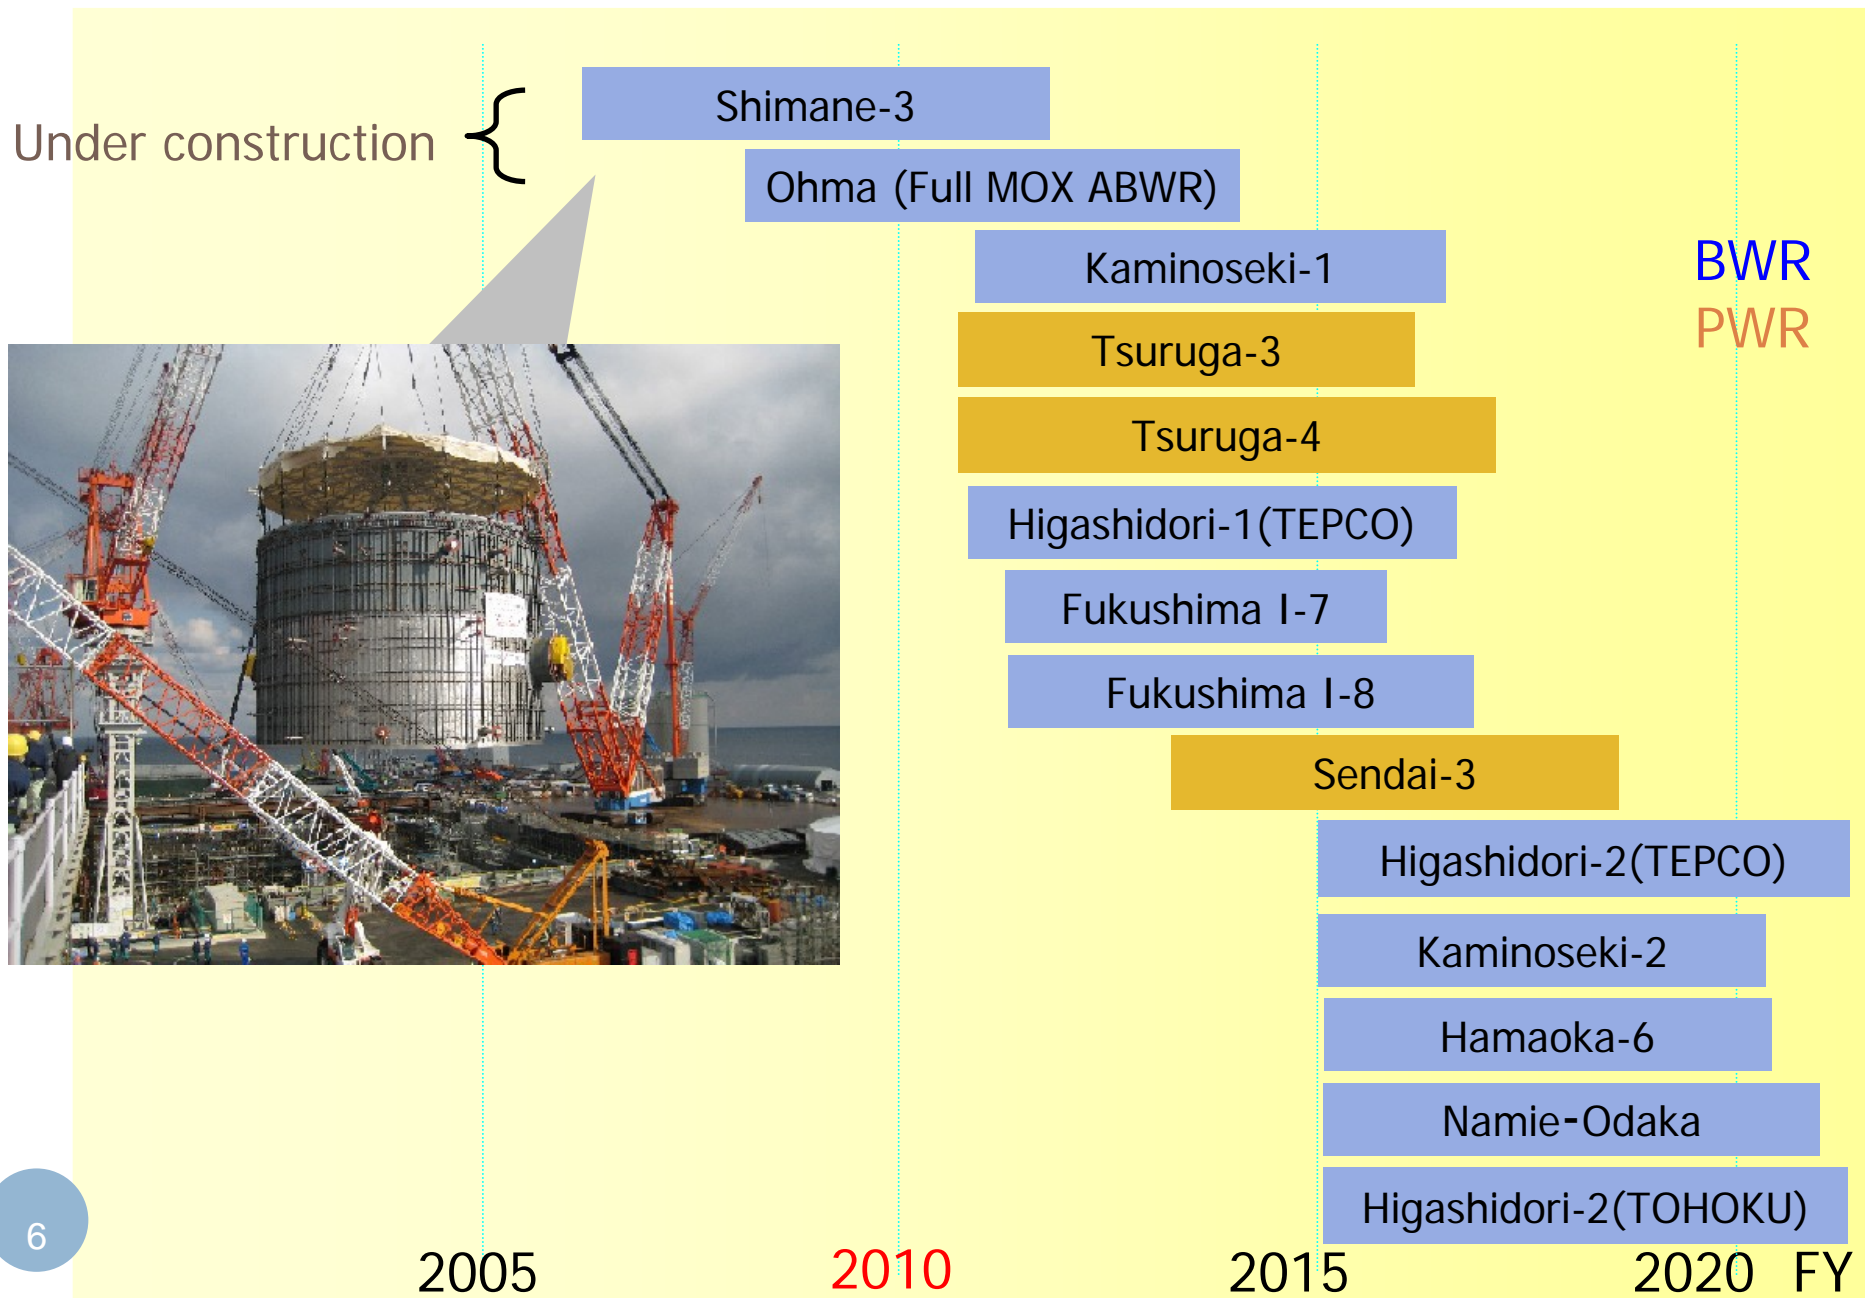 Shimane-3
Under construction
Ohma (Full MOX ABWR)
Kaminoseki-1
BWR
PWR
Tsuruga-3
Tsuruga-4
Higashidori-1(TEPCO)
Fukushima I-7
Fukushima I-8
Sendai-3
Higashidori-2(TEPCO)
Kaminoseki-2
Hamaoka-6
Namie-Odaka
Higashidori-2(TOHOKU)
6
2005 2010 2015 2020 FY